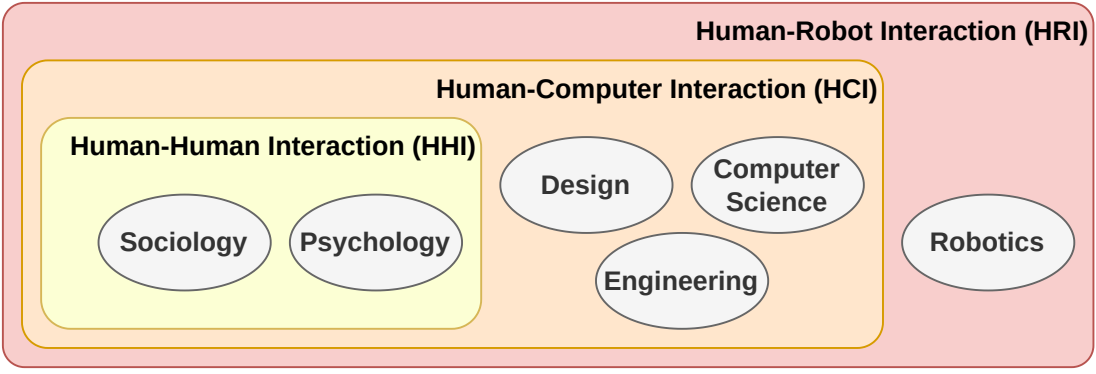 Human-Robot Interaction (HRI)
Human-Computer Interaction (HCI)
Human-Human Interaction (HHI)
Sociology
Psychology
Design
Computer
Science
Engineering
Robotics